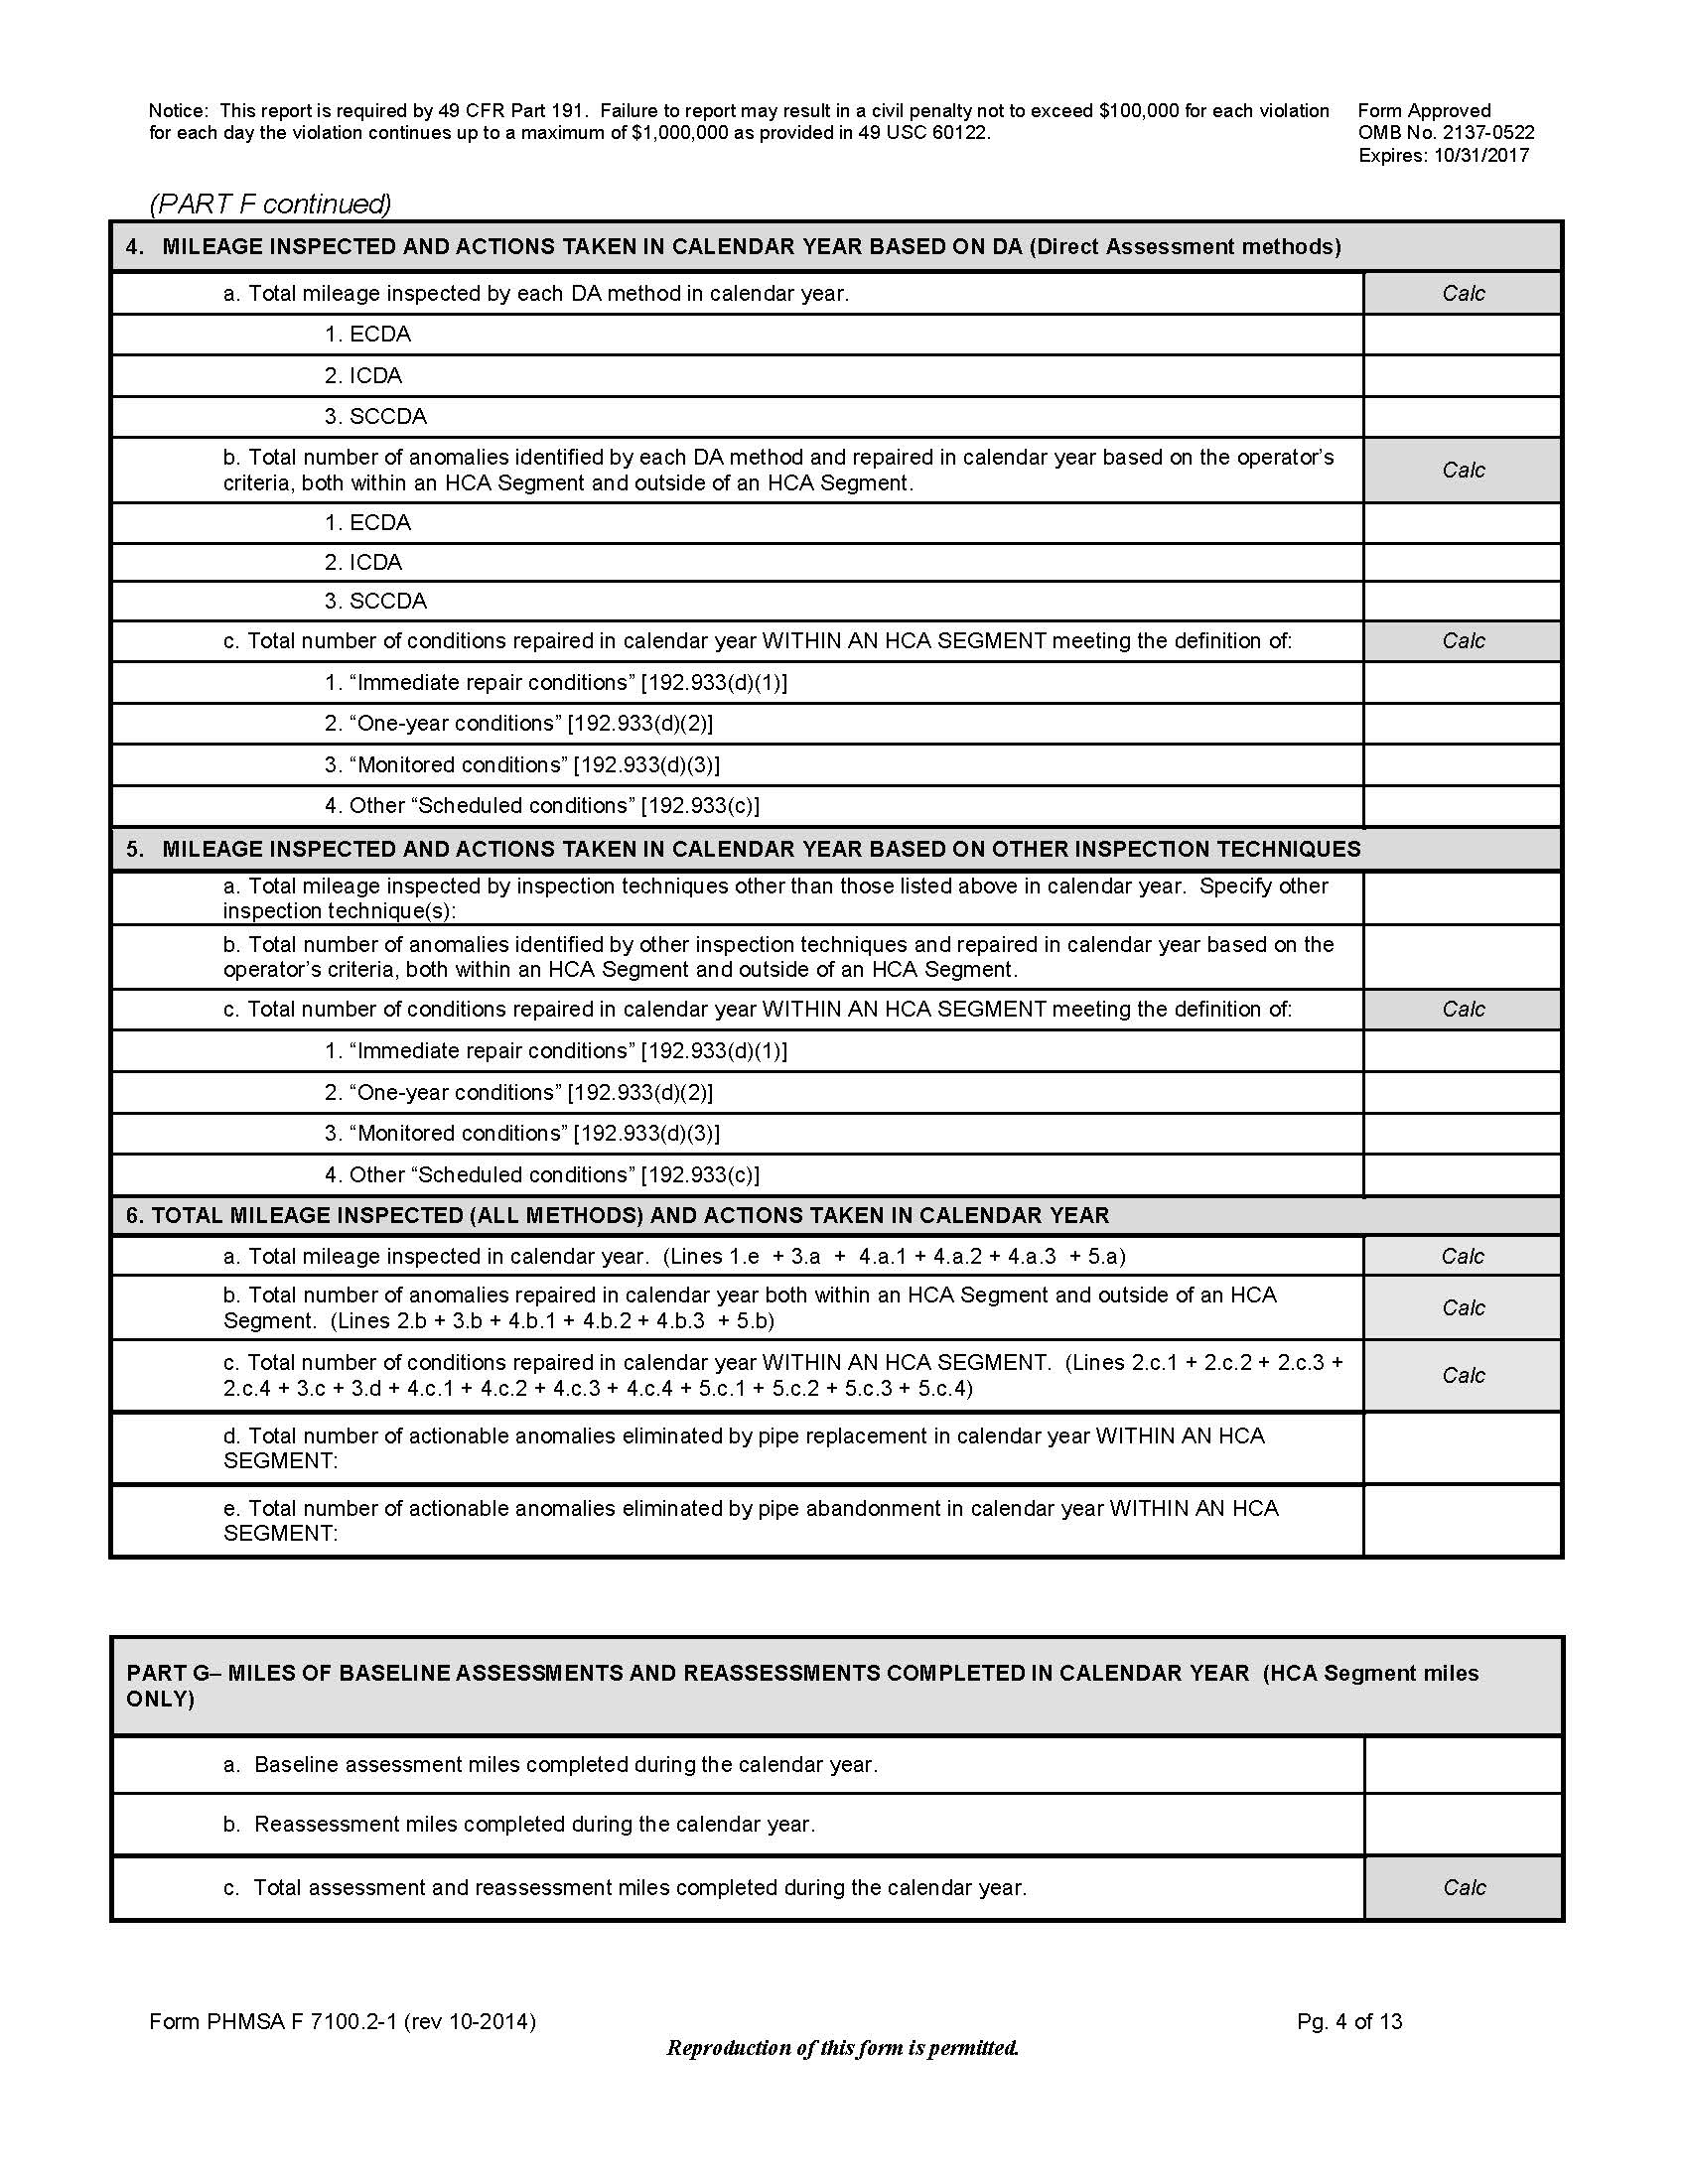 Notice:  This report is required by 49 CFR Part 191.  Failure to report may result in a civil penalty not to exceed $100,000 for each violation
for each day the violation continues up to a maximum of $1,000,000 as provided in 49 USC 60122.
Form Approved
OMB No. 2137-0522
Expires: 10/31/2017
(PART F continued)
4.   MILEAGE INSPECTED AND ACTIONS TAKEN IN CALENDAR YEAR BASED ON DA (Direct Assessment methods)
a. Total mileage inspected by each DA method in calendar year. Calc
1. ECDA
2. ICDA
3. SCCDA
b. Total number of anomalies identified by each DA method and repaired in calendar year based on the operator’s
criteria, both within an HCA Segment and outside of an HCA Segment.
Calc
1. ECDA
2. ICDA
3. SCCDA
c. Total number of conditions repaired in calendar year WITHIN AN HCA SEGMENT meeting the definition of: Calc
1. “Immediate repair conditions” [192.933(d)(1)]
2. “One-year conditions” [192.933(d)(2)]
3. “Monitored conditions” [192.933(d)(3)]
4. Other “Scheduled conditions” [192.933(c)]
5.   MILEAGE INSPECTED AND ACTIONS TAKEN IN CALENDAR YEAR BASED ON OTHER INSPECTION TECHNIQUES
a. Total mileage inspected by inspection techniques other than those listed above in calendar year.  Specify other
inspection technique(s):
b. Total number of anomalies identified by other inspection techniques and repaired in calendar year based on the
operator’s criteria, both within an HCA Segment and outside of an HCA Segment.
c. Total number of conditions repaired in calendar year WITHIN AN HCA SEGMENT meeting the definition of: Calc
1. “Immediate repair conditions” [192.933(d)(1)]
2. “One-year conditions” [192.933(d)(2)]
3. “Monitored conditions” [192.933(d)(3)]
4. Other “Scheduled conditions” [192.933(c)]
6. TOTAL MILEAGE INSPECTED (ALL METHODS) AND ACTIONS TAKEN IN CALENDAR YEAR
a. Total mileage inspected in calendar year.  (Lines 1.e  + 3.a  +  4.a.1 + 4.a.2 + 4.a.3  + 5.a) Calc
b. Total number of anomalies repaired in calendar year both within an HCA Segment and outside of an HCA
Segment.  (Lines 2.b + 3.b + 4.b.1 + 4.b.2 + 4.b.3  + 5.b)
Calc
c. Total number of conditions repaired in calendar year WITHIN AN HCA SEGMENT.  (Lines 2.c.1 + 2.c.2 + 2.c.3 +
2.c.4 + 3.c + 3.d + 4.c.1 + 4.c.2 + 4.c.3 + 4.c.4 + 5.c.1 + 5.c.2 + 5.c.3 + 5.c.4)
Calc
d. Total number of actionable anomalies eliminated by pipe replacement in calendar year WITHIN AN HCA
SEGMENT:
e. Total number of actionable anomalies eliminated by pipe abandonment in calendar year WITHIN AN HCA
SEGMENT:
PART G– MILES OF BASELINE ASSESSMENTS AND REASSESSMENTS COMPLETED IN CALENDAR YEAR  (HCA Segment miles
ONLY)
a.  Baseline assessment miles completed during the calendar year.
b.  Reassessment miles completed during the calendar year.
c.  Total assessment and reassessment miles completed during the calendar year. Calc
Form PHMSA F 7100.2-1 (rev 10-2014) Pg. 4 of 13
Reproduction of this form is permitted.